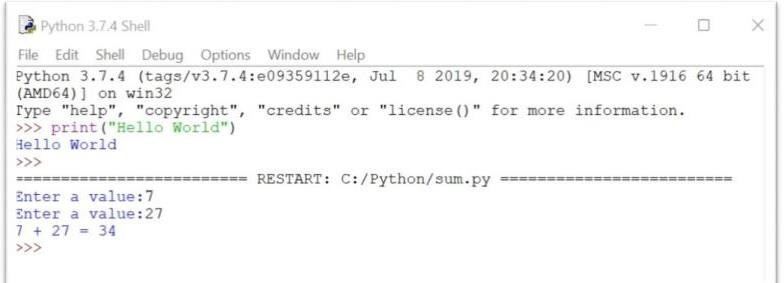 Python 3.7.4 Shell
File Edit Shell Debug Options Window Help
Python 3.7.4 (tags/v3.7.4:e09359112e, Jul  8 2019, 20:34:20) [MSC v.1916 64 bit
(AMD64)] on win32
Type "help", "copyright", "credits" or "license()" for more information.
>>> print("Hello World")
Hello World
>>>
========================= RESTART: C:/Python/sum.py =========================
Enter a value:7
Enter a value:27
7 + 27 = 34
>>>